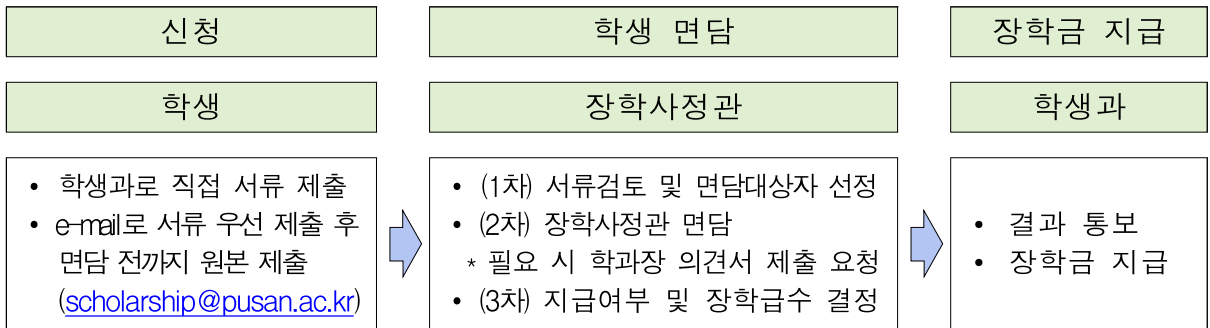 신청
학생 면담
장학금 지급
학생
장학사정관
학생과
• 학생과로 직접 서류 제출
• e-mail로 서류 우선 제출 후
면담 전까지 원본 제출
(scholarship@pusan.ac.kr)
• (1차) 서류검토 및 면담대상자 선정
• (2차) 장학사정관 면담
* 필요 시 학과장 의견서 제출 요청
• (3차) 지급여부 및 장학급수 결정
• 결과 통보
• 장학금 지급